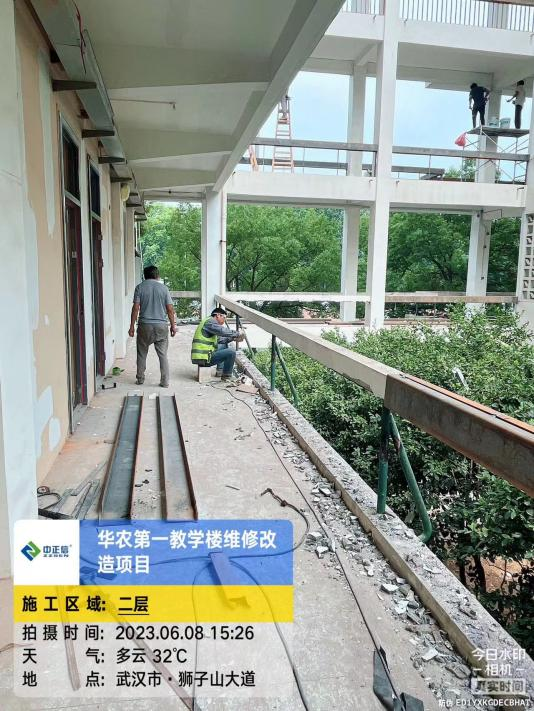 中正信
ZZHEN
华农第一教学楼维修改
造项目
施工区域: 二层
拍摄时间: 2023.06.08 15:26
天 气: 多云 32℃
地 点: 武汉市·狮子山大道
今日水印
-相机-
真实时间
防伪 ED1YXKGDECBHAT